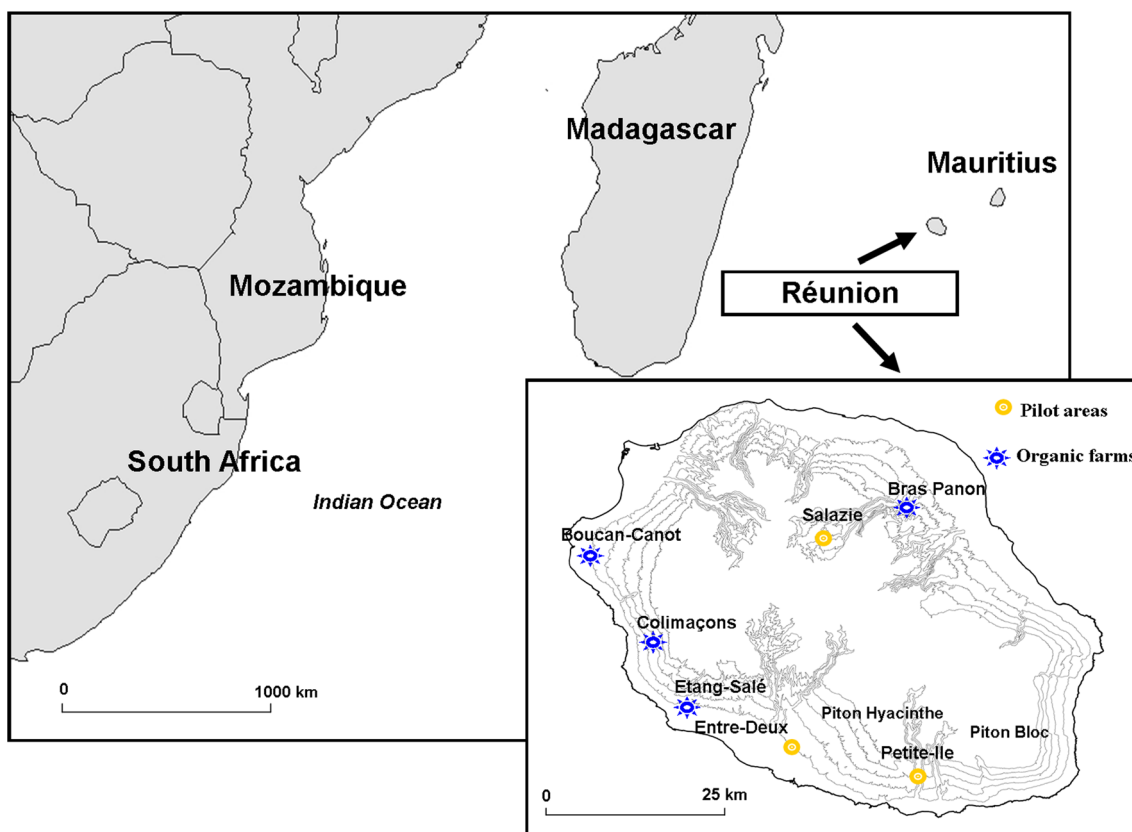 Madagascar
Mauritius
Mozambique
Réunion
South Africa
Indian Ocean
0
1000 km
Pilot areas
Organic farms
Bras Panon
Salazie
Boucan-Canot
Colimaçons
Etang-Salé
Entre-Deux
Piton Hyacinthe
Piton Bloc
Petite-Ile
0
25 km